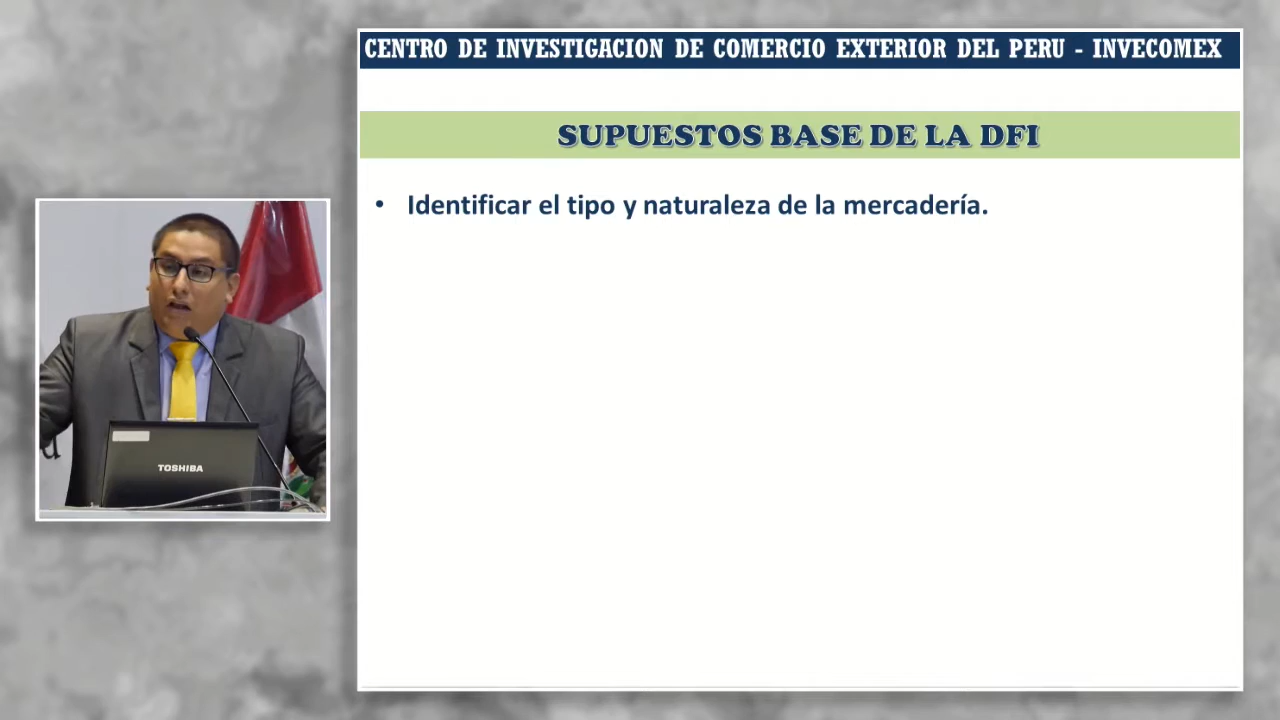 CENTRO DE INVESTIGACION DE COMERCIO EXTERIOR DEL PERU - INVECOMEX
SUPUESTOS BASE DE LA DFI
• Identificar el tipo y naturaleza de la mercadería.
TOSHIBA